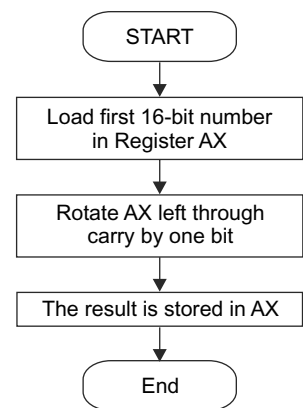 START
Load first 16-bit number
in Register AX
Rotate AX left through
carry by one bit
The result is stored in AX
End